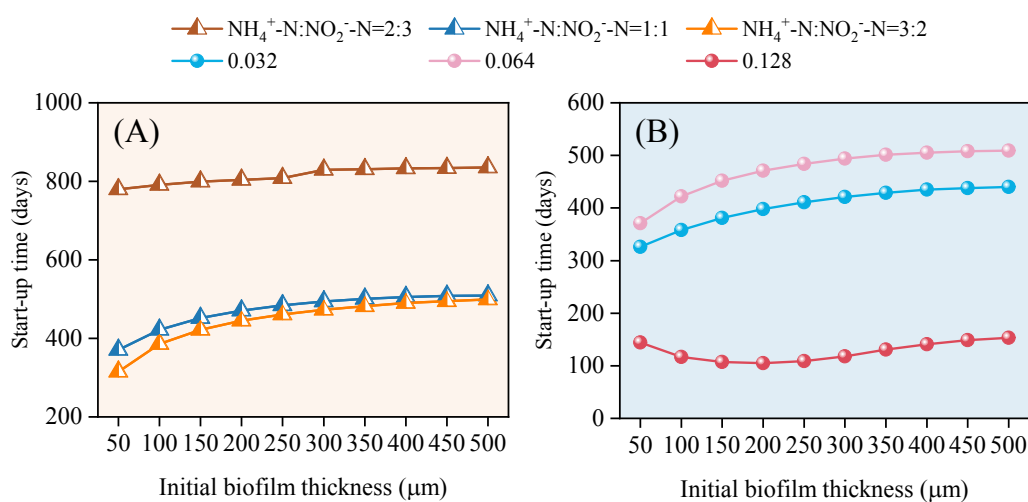 NH₄⁺-N:NO₂⁻-N=2:3 NH₄⁺-N:NO₂⁻-N=1:1 NH₄⁺-N:NO₂⁻-N=3:2
0.032 0.064 0.128
(A)
Start-up time (days)
1000
800
600
400
200
50 100 150 200 250 300 350 400 450 500
Initial biofilm thickness (μm)
(B)
Start-up time (days)
600
500
400
300
200
100
0
50 100 150 200 250 300 350 400 450 500
Initial biofilm thickness (μm)